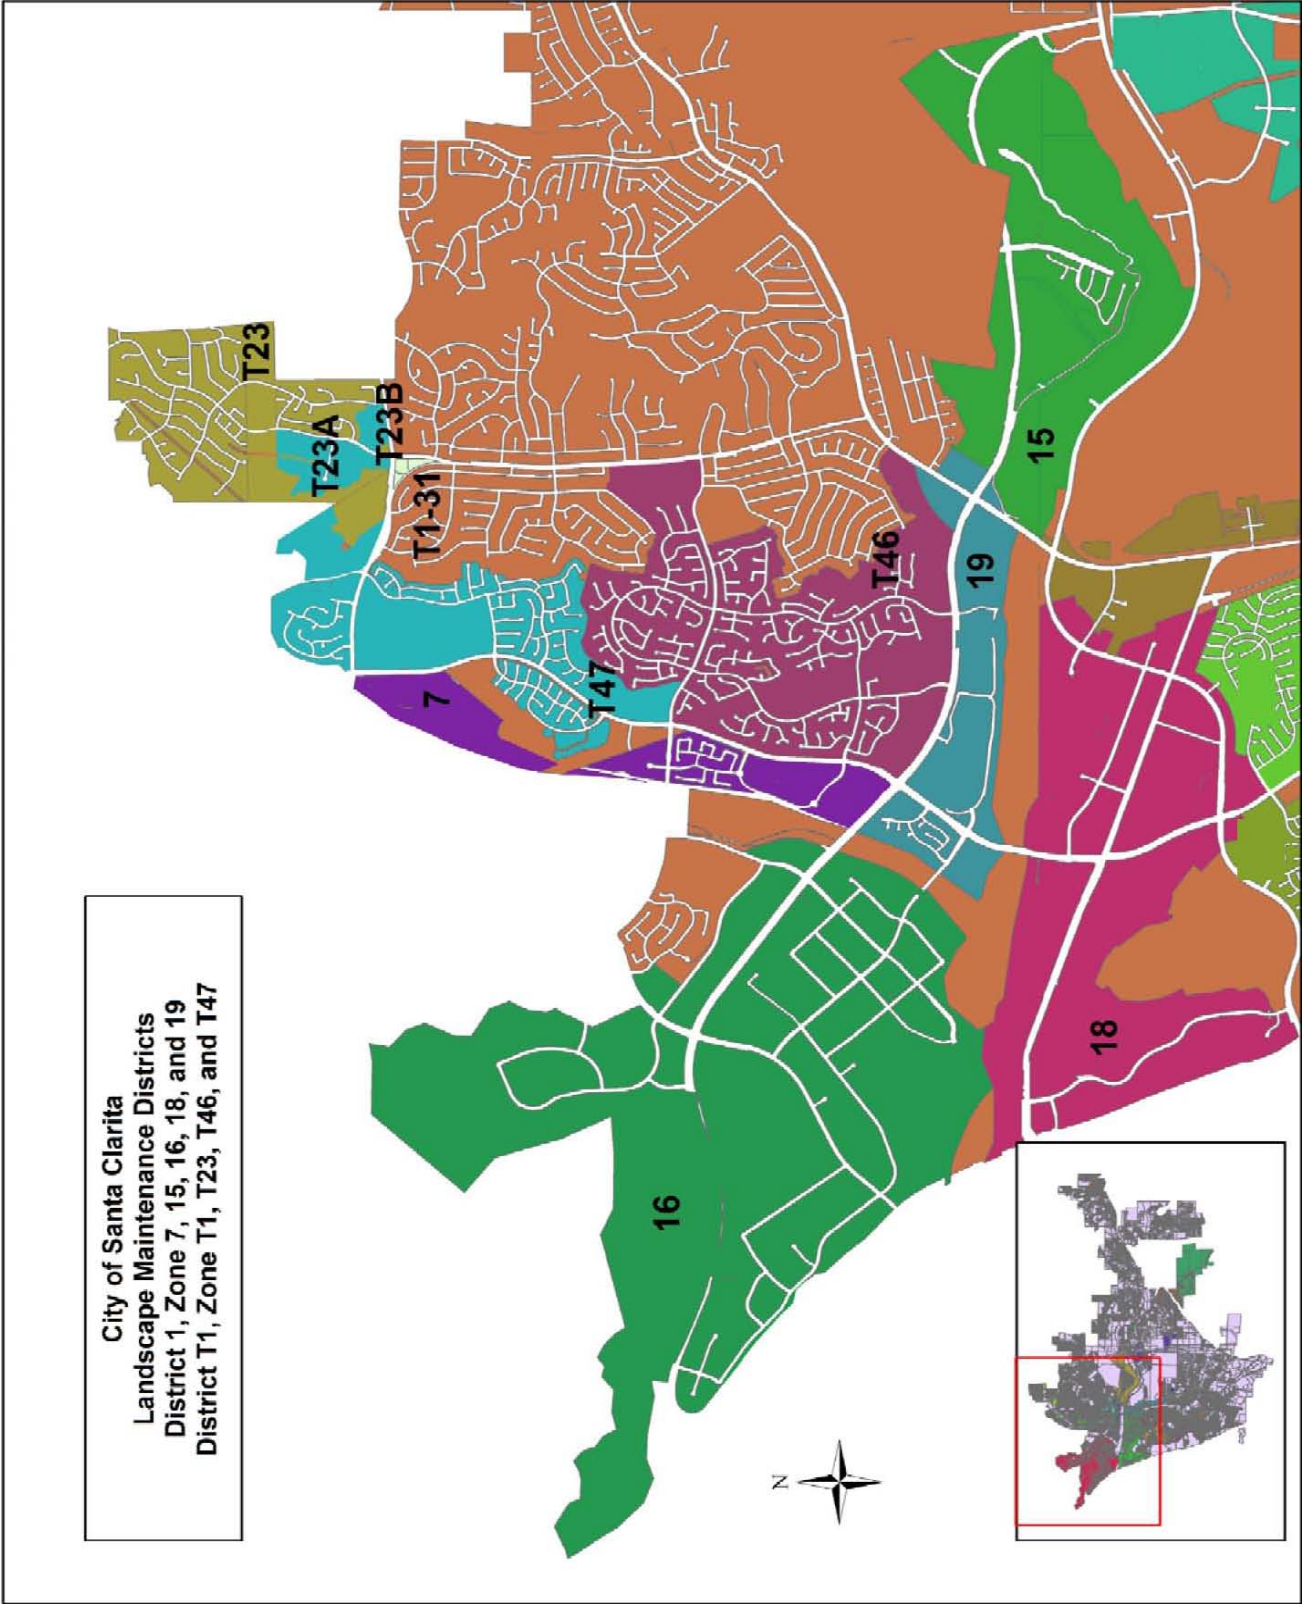 City of Santa Clarita
Landscape Maintenance Districts
District 1, Zone 7, 15, 16, 18, and 19
District T1, Zone T1, T23, T46, and T47
T23
T23A
T23B
T1-31
7
T47
T46
19
15
16
18
N